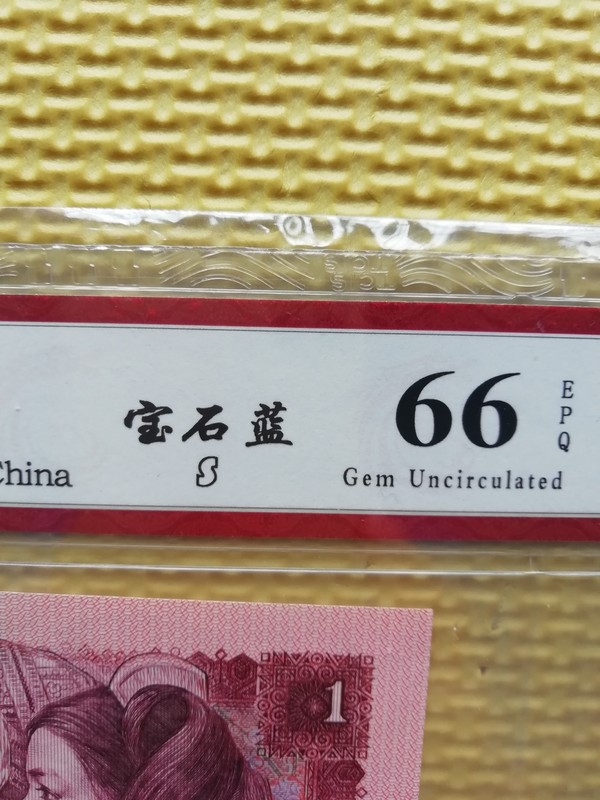 宝石蓝
S
China
66
EPQ
Gem Uncirculated
1